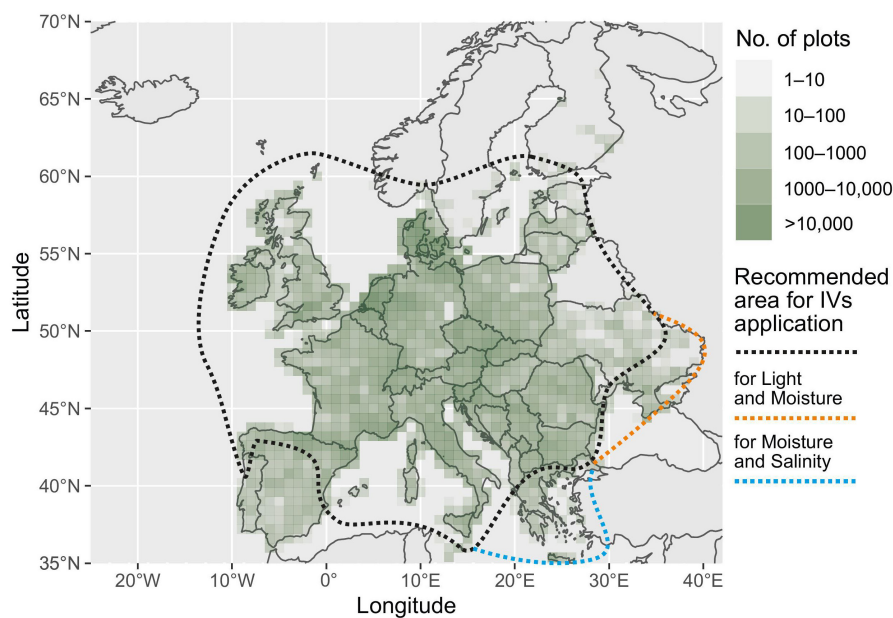 70°N
65°N
60°N
55°N
50°N
45°N
40°N
35°N
Latitude
20°W
10°W
0°
10°E
20°E
30°E
40°E
Longitude
No. of plots
1–10
10–100
100–1000
1000–10,000
>10,000
Recommended
area for IVs
application
for Light
and Moisture
for Moisture
and Salinity